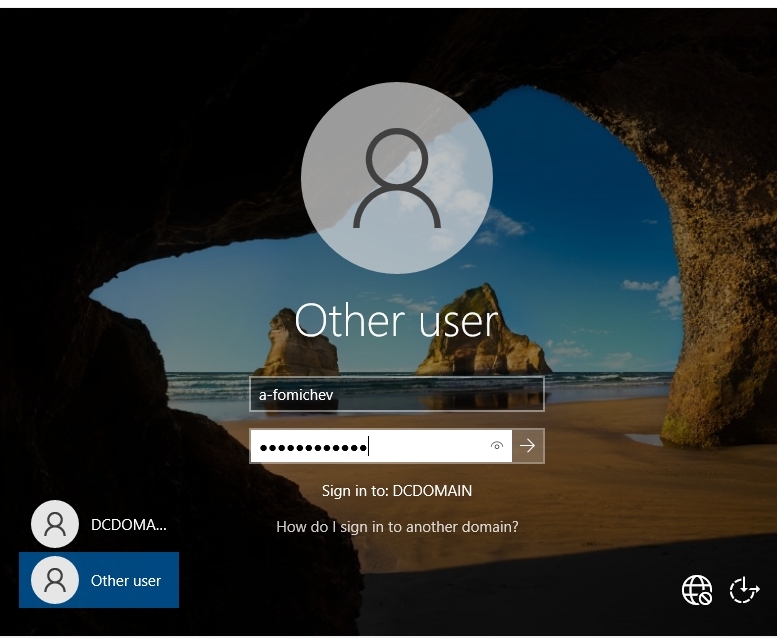 Other user
a-fomichev
Sign in to: DCDOMAIN
How do I sign in to another domain?
DCDOMA...
Other user